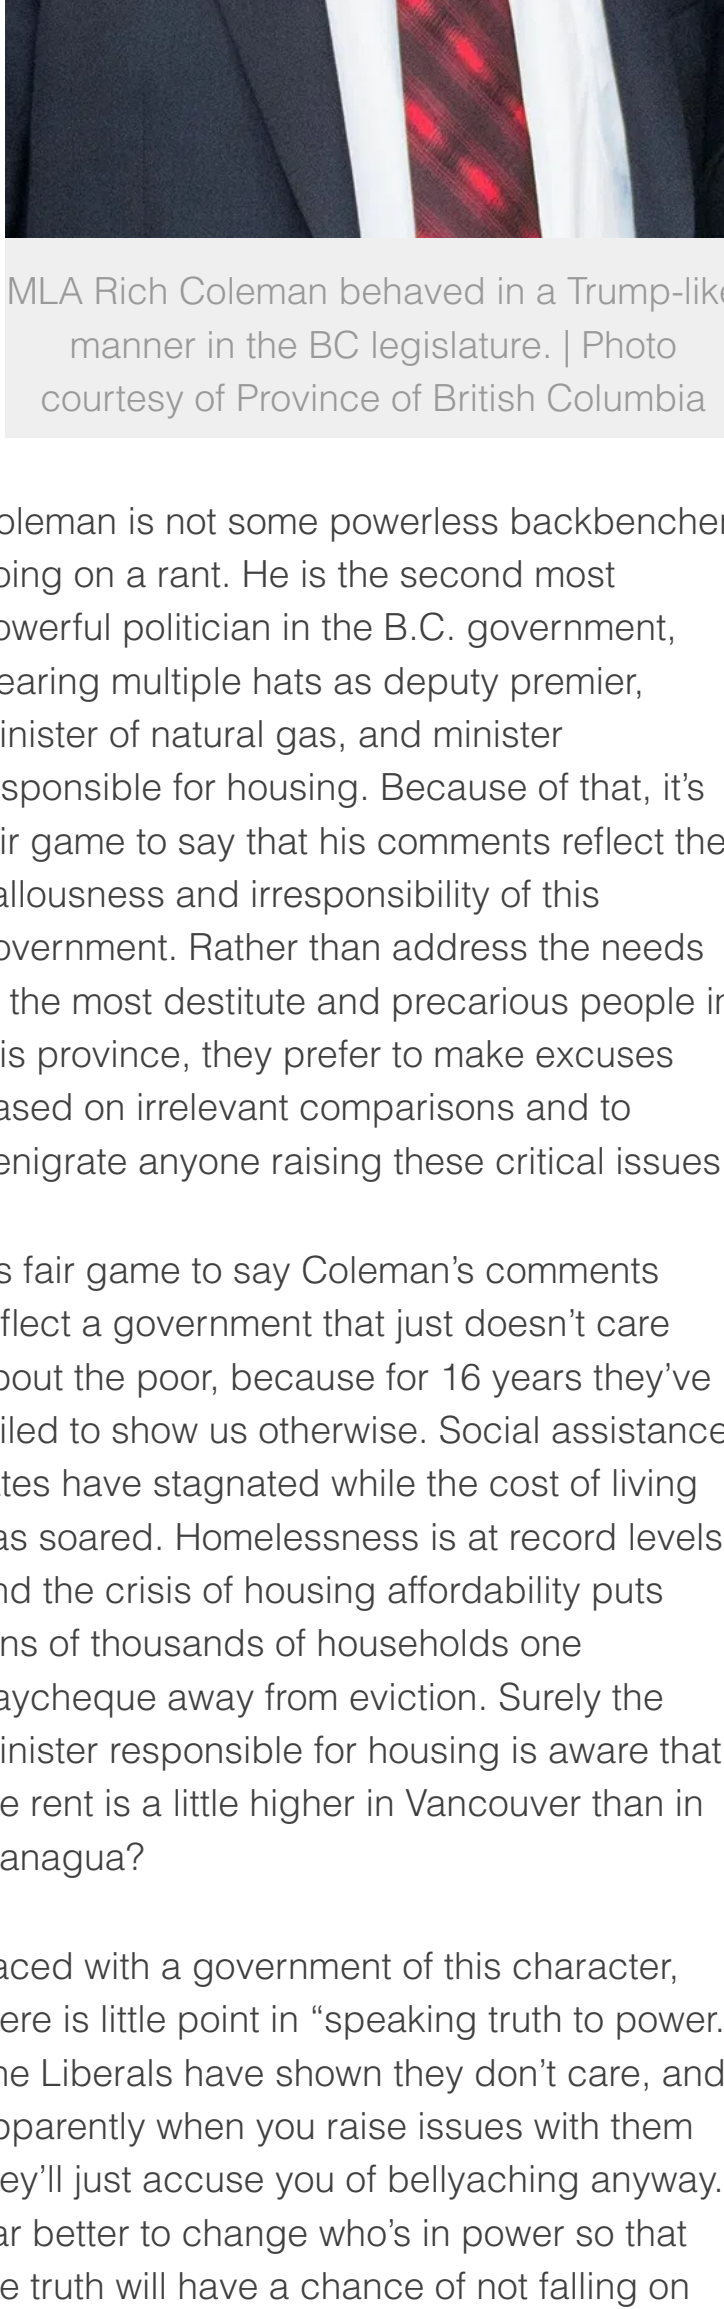 MLA Rich Coleman behaved in a Trump-like
manner in the BC legislature. | Photo
courtesy of Province of British Columbia
oleman is not some powerless backbencher
oing on a rant. He is the second most
owerful politician in the B.C. government,
earing multiple hats as deputy premier,
inister of natural gas, and minister
sponsible for housing. Because of that, it’s
ir game to say that his comments reflect the
allousness and irresponsibility of this
overnment. Rather than address the needs
the most destitute and precarious people in
is province, they prefer to make excuses
ased on irrelevant comparisons and to
enigrate anyone raising these critical issues
s fair game to say Coleman’s comments
flect a government that just doesn’t care
bout the poor, because for 16 years they’ve
iled to show us otherwise. Social assistance
tes have stagnated while the cost of living
as soared. Homelessness is at record levels
nd the crisis of housing affordability puts
ns of thousands of households one
aycheque away from eviction. Surely the
inister responsible for housing is aware that
e rent is a little higher in Vancouver than in
anagua?
aced with a government of this character,
ere is little point in “speaking truth to power.
he Liberals have shown they don’t care, and
pparently when you raise issues with them
ey’ll just accuse you of bellyaching anyway.
ar better to change who’s in power so that
e truth will have a chance of not falling on